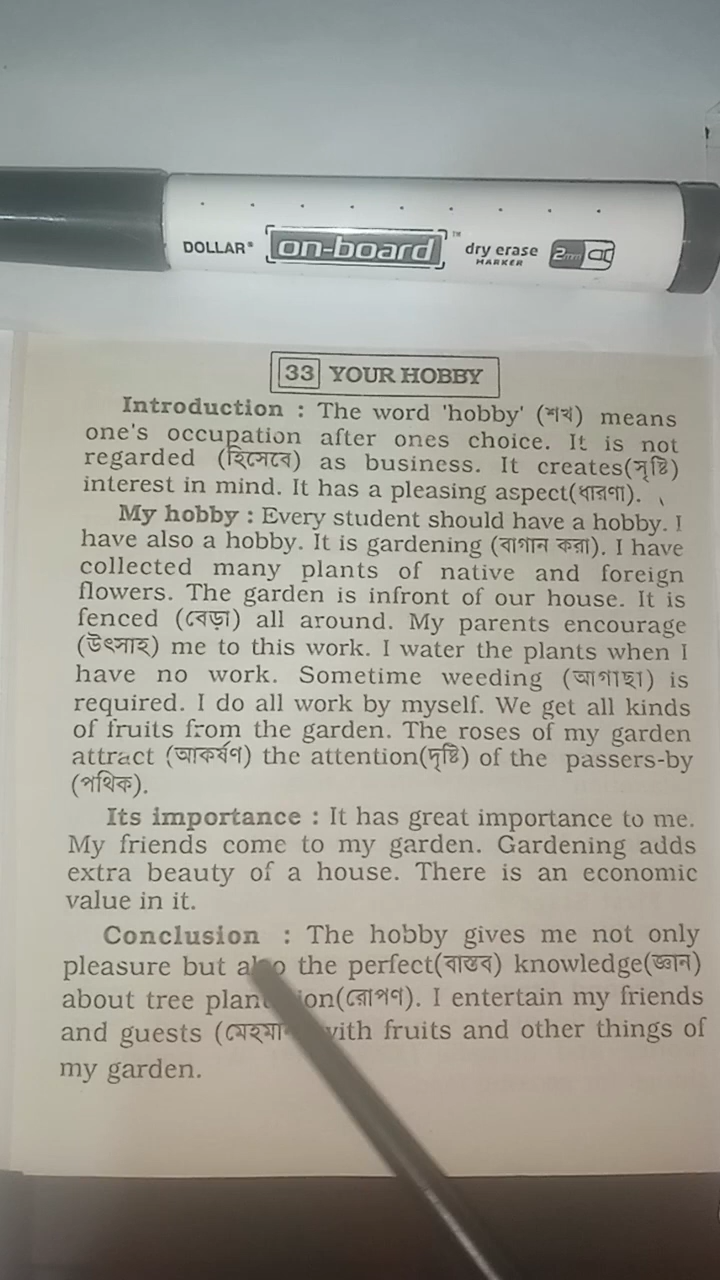 DOLLAR® on-board™ dry erase
MARKER
2mm
33 YOUR HOBBY
Introduction : The word 'hobby' (শখ) means
one's occupation after ones choice. It is not
regarded (হিসেবে) as business. It creates(সৃষ্টি)
interest in mind. It has a pleasing aspect(ধারণা).
My hobby : Every student should have a hobby. I
have also a hobby. It is gardening (বাগান করা). I have
collected many plants of native and foreign
flowers. The garden is infront of our house. It is
fenced (বেড়া) all around. My parents encourage
(উৎসাহ) me to this work. I water the plants when I
have no work. Sometime weeding (আগাছা) is
required. I do all work by myself. We get all kinds
of fruits from the garden. The roses of my garden
attract (আকর্ষণ) the attention(দৃষ্টি) of the passers-by
(পথিক).
Its importance : It has great importance to me.
My friends come to my garden. Gardening adds
extra beauty of a house. There is an economic
value in it.
Conclusion : The hobby gives me not only
pleasure but also the perfect(বাস্তব) knowledge(জ্ঞান)
about tree (রোপণ). I entertain my friends
and guests with fruits and other things of
my garden.